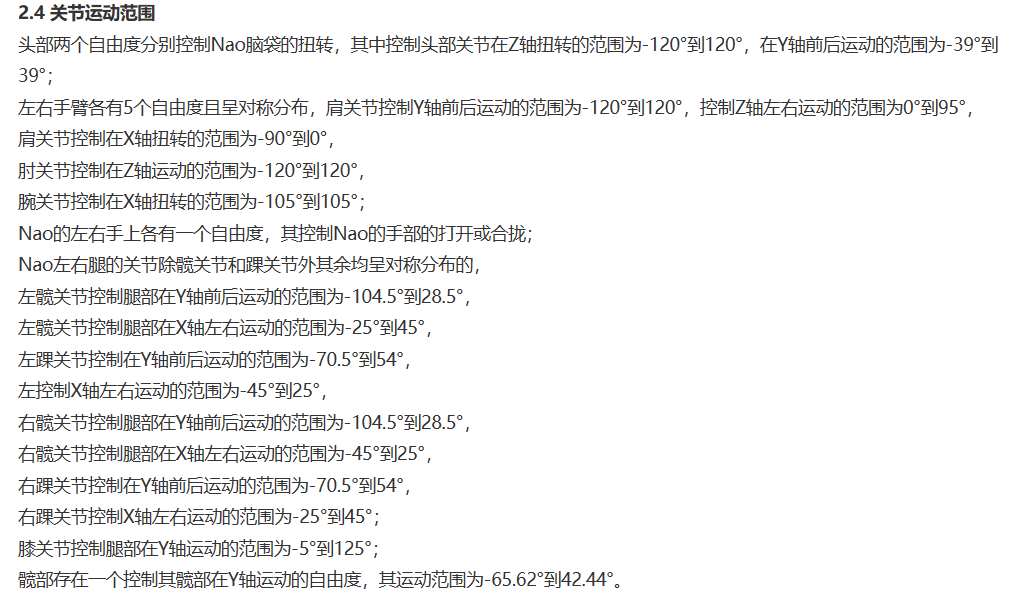 2.4 关节运动范围
头部两个自由度分别控制Nao脑袋的扭转，其中控制头部关节在Z轴扭转的范围为-120°到120°，在Y轴前后运动的范围为-39°到
39°；
左右手臂各有5个自由度且呈对称分布，肩关节控制Y轴前后运动的范围为-120°到120°，控制Z轴左右运动的范围为0°到95°，
肩关节控制在X轴扭转的范围为-90°到0°，
肘关节控制在Z轴运动的范围为-120°到120°，
腕关节控制在X轴扭转的范围为-105°到105°；
Nao的左右手上各有一个自由度，其控制Nao的手部的打开或合拢；
Nao左右腿的关节除髋关节和踝关节外其余均呈对称分布的，
左髋关节控制腿部在Y轴前后运动的范围为-104.5°到28.5°，
左髋关节控制腿部在X轴左右运动的范围为-25°到45°，
左踝关节控制在Y轴前后运动的范围为-70.5°到54°，
左控制X轴左右运动的范围为-45°到25°，
右髋关节控制腿部在Y轴前后运动的范围为-104.5°到28.5°，
右髋关节控制腿部在X轴左右运动的范围为-45°到25°，
右踝关节控制在Y轴前后运动的范围为-70.5°到54°，
右踝关节控制X轴左右运动的范围为-25°到45°；
膝关节控制腿部在Y轴运动的范围为-5°到125°；
髋部存在一个控制其髋部在Y轴运动的自由度，其运动范围为-65.62°到42.44°。